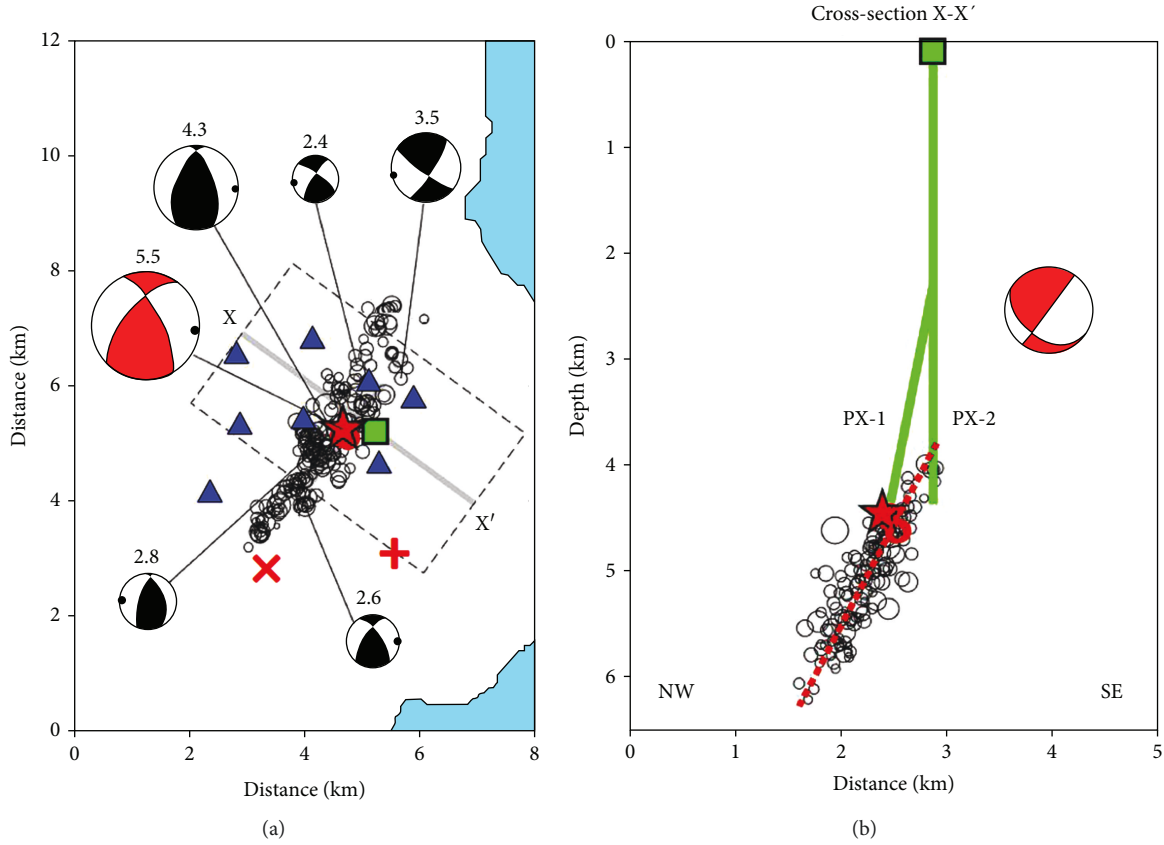 Cross-section X-X´
12
10
8
6
4
2
0
Distance (km)
4.3
2.4
3.5
5.5
X
X′
2.8
2.6
0 2 4 6 8
Distance (km)
(a)
0
1
2
3
4
5
6
Depth (km)
PX-1 PX-2
NW SE
0 1 2 3 4 5
Distance (km)
(b)